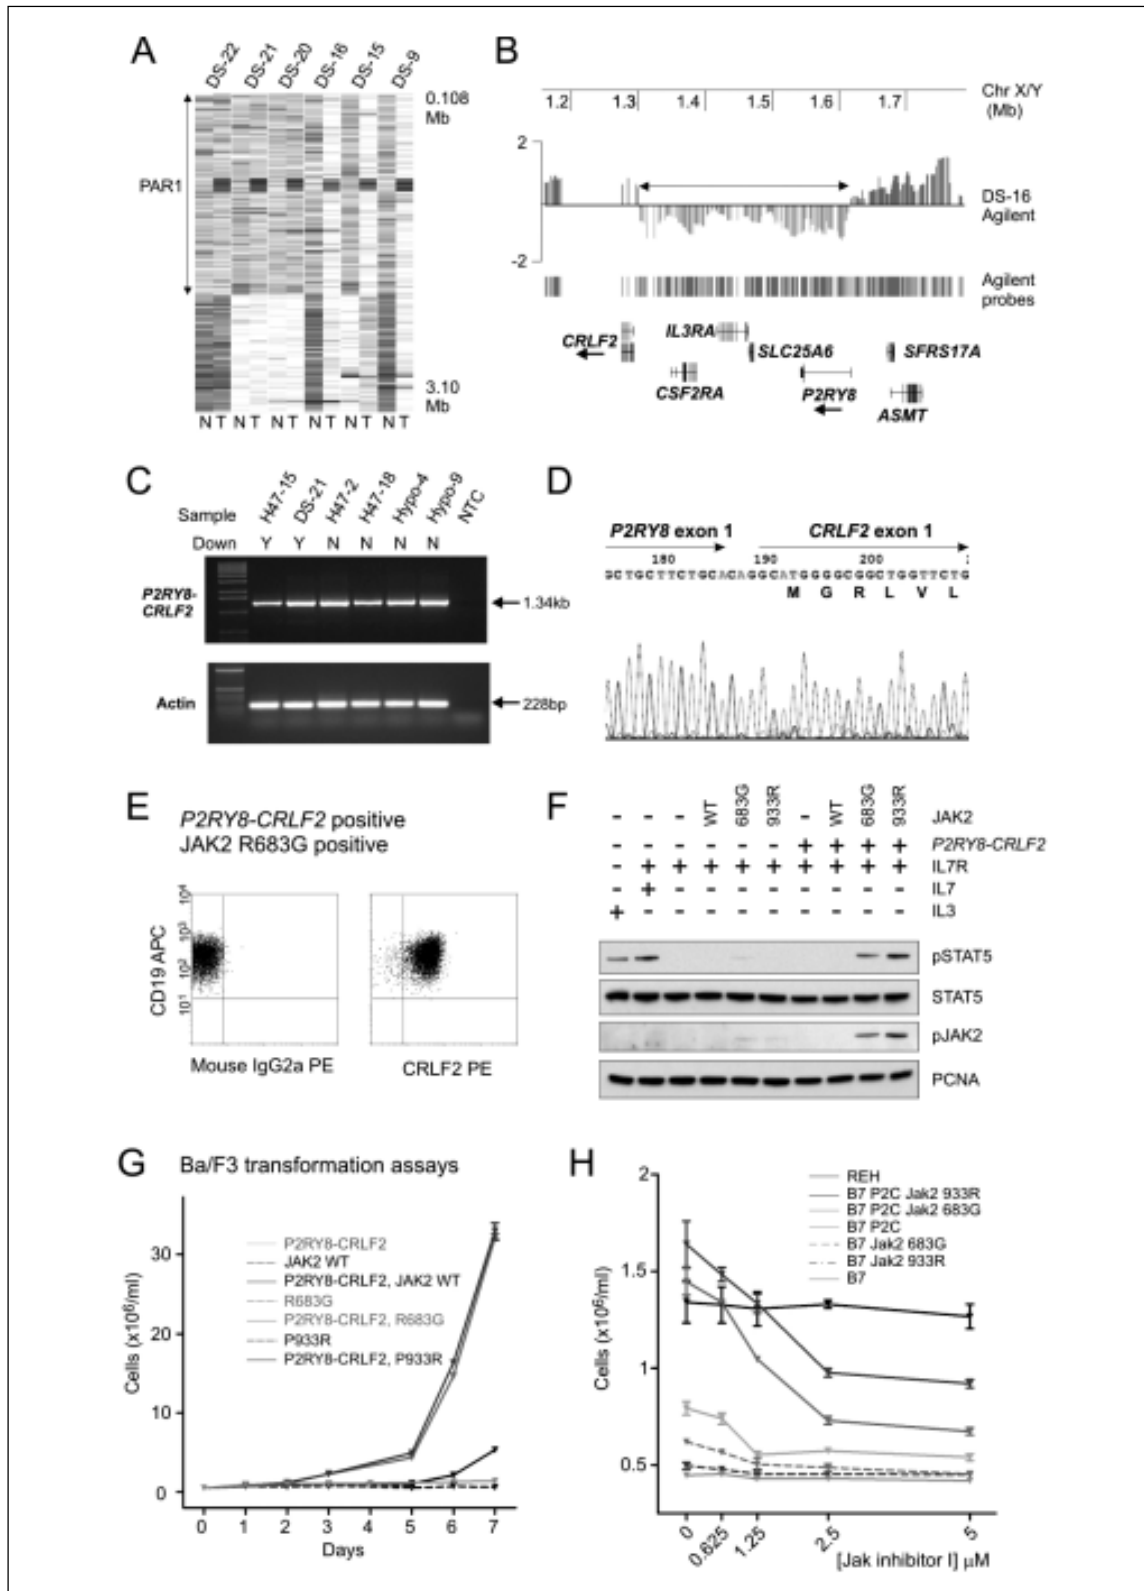 A
DS-22 DS-21 DS-20 DS-16 DS-15 DS-9
0.108
Mb
PAR1
3.10
Mb
N T N T N T N T N T N T
B
1.2 1.3 1.4 1.5 1.6 1.7
Chr X/Y
(Mb)
2
-2
DS-16
Agilent
Agilent
probes
CRLF2
IL3RA
CSF2RA
SLC25A6
P2RY8
SFRS17A
ASMT
C
Sample H47-15 DS-21 H47-2 H47-18 Hypo-4 Hypo-9 NTC
Down Y Y N N N N
P2RY8-
CRLF2
1.34kb
Actin
228bp
D
P2RY8 exon 1 CRLF2 exon 1
180 190 200
GCTGCTTCTGCACAGGCATGGGGCGGCTGGTTCTG
M G R L V L
E
P2RY8-CRLF2 positive
JAK2 R683G positive
CD19 APC
10¹ 10² 10³ 10⁴
Mouse IgG2a PE
CRLF2 PE
F
- - - WT 683G 933R - WT 683G 933R JAK2
- - - - - - + + + + P2RY8-CRLF2
- + + + + + + + + + IL7R
- + - - - - - - - - IL7
+ - - - - - - - - - IL3
pSTAT5
STAT5
pJAK2
PCNA
G
Ba/F3 transformation assays
P2RY8-CRLF2
JAK2 WT
P2RY8-CRLF2, JAK2 WT
R683G
P2RY8-CRLF2, R683G
P933R
P2RY8-CRLF2, P933R
Cells (x10⁶/ml)
30
20
10
0
0 1 2 3 4 5 6 7
Days
H
REH
B7 P2C Jak2 933R
B7 P2C Jak2 683G
B7 P2C
B7 Jak2 683G
B7 Jak2 933R
B7
Cells (x10⁶/ml)
2
1.5
1
0.5
0 0.625 1.25 2.5 5
[Jak inhibitor I] µM